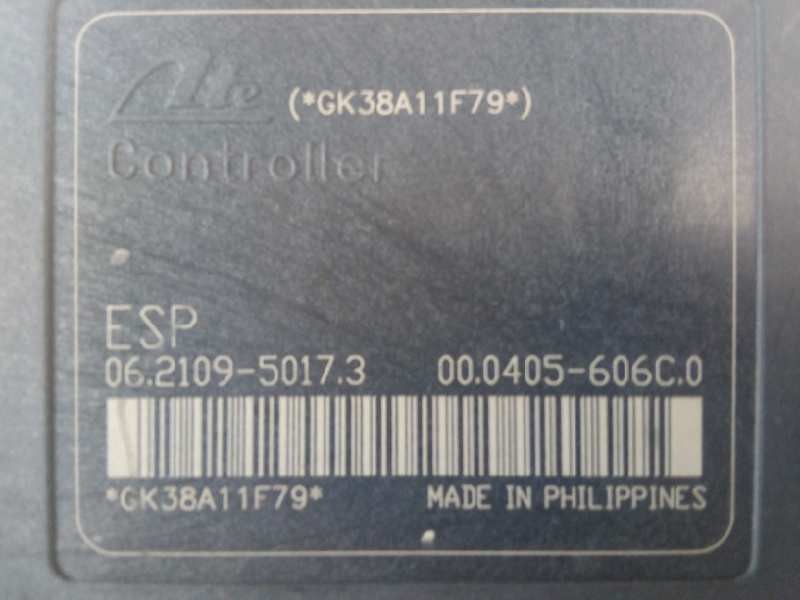 Ate (*GK38A11F79*)
Controller
ESP
06.2109-5017.3 00.0405-606C.0
*GK38A11F79* MADE IN PHILIPPINES